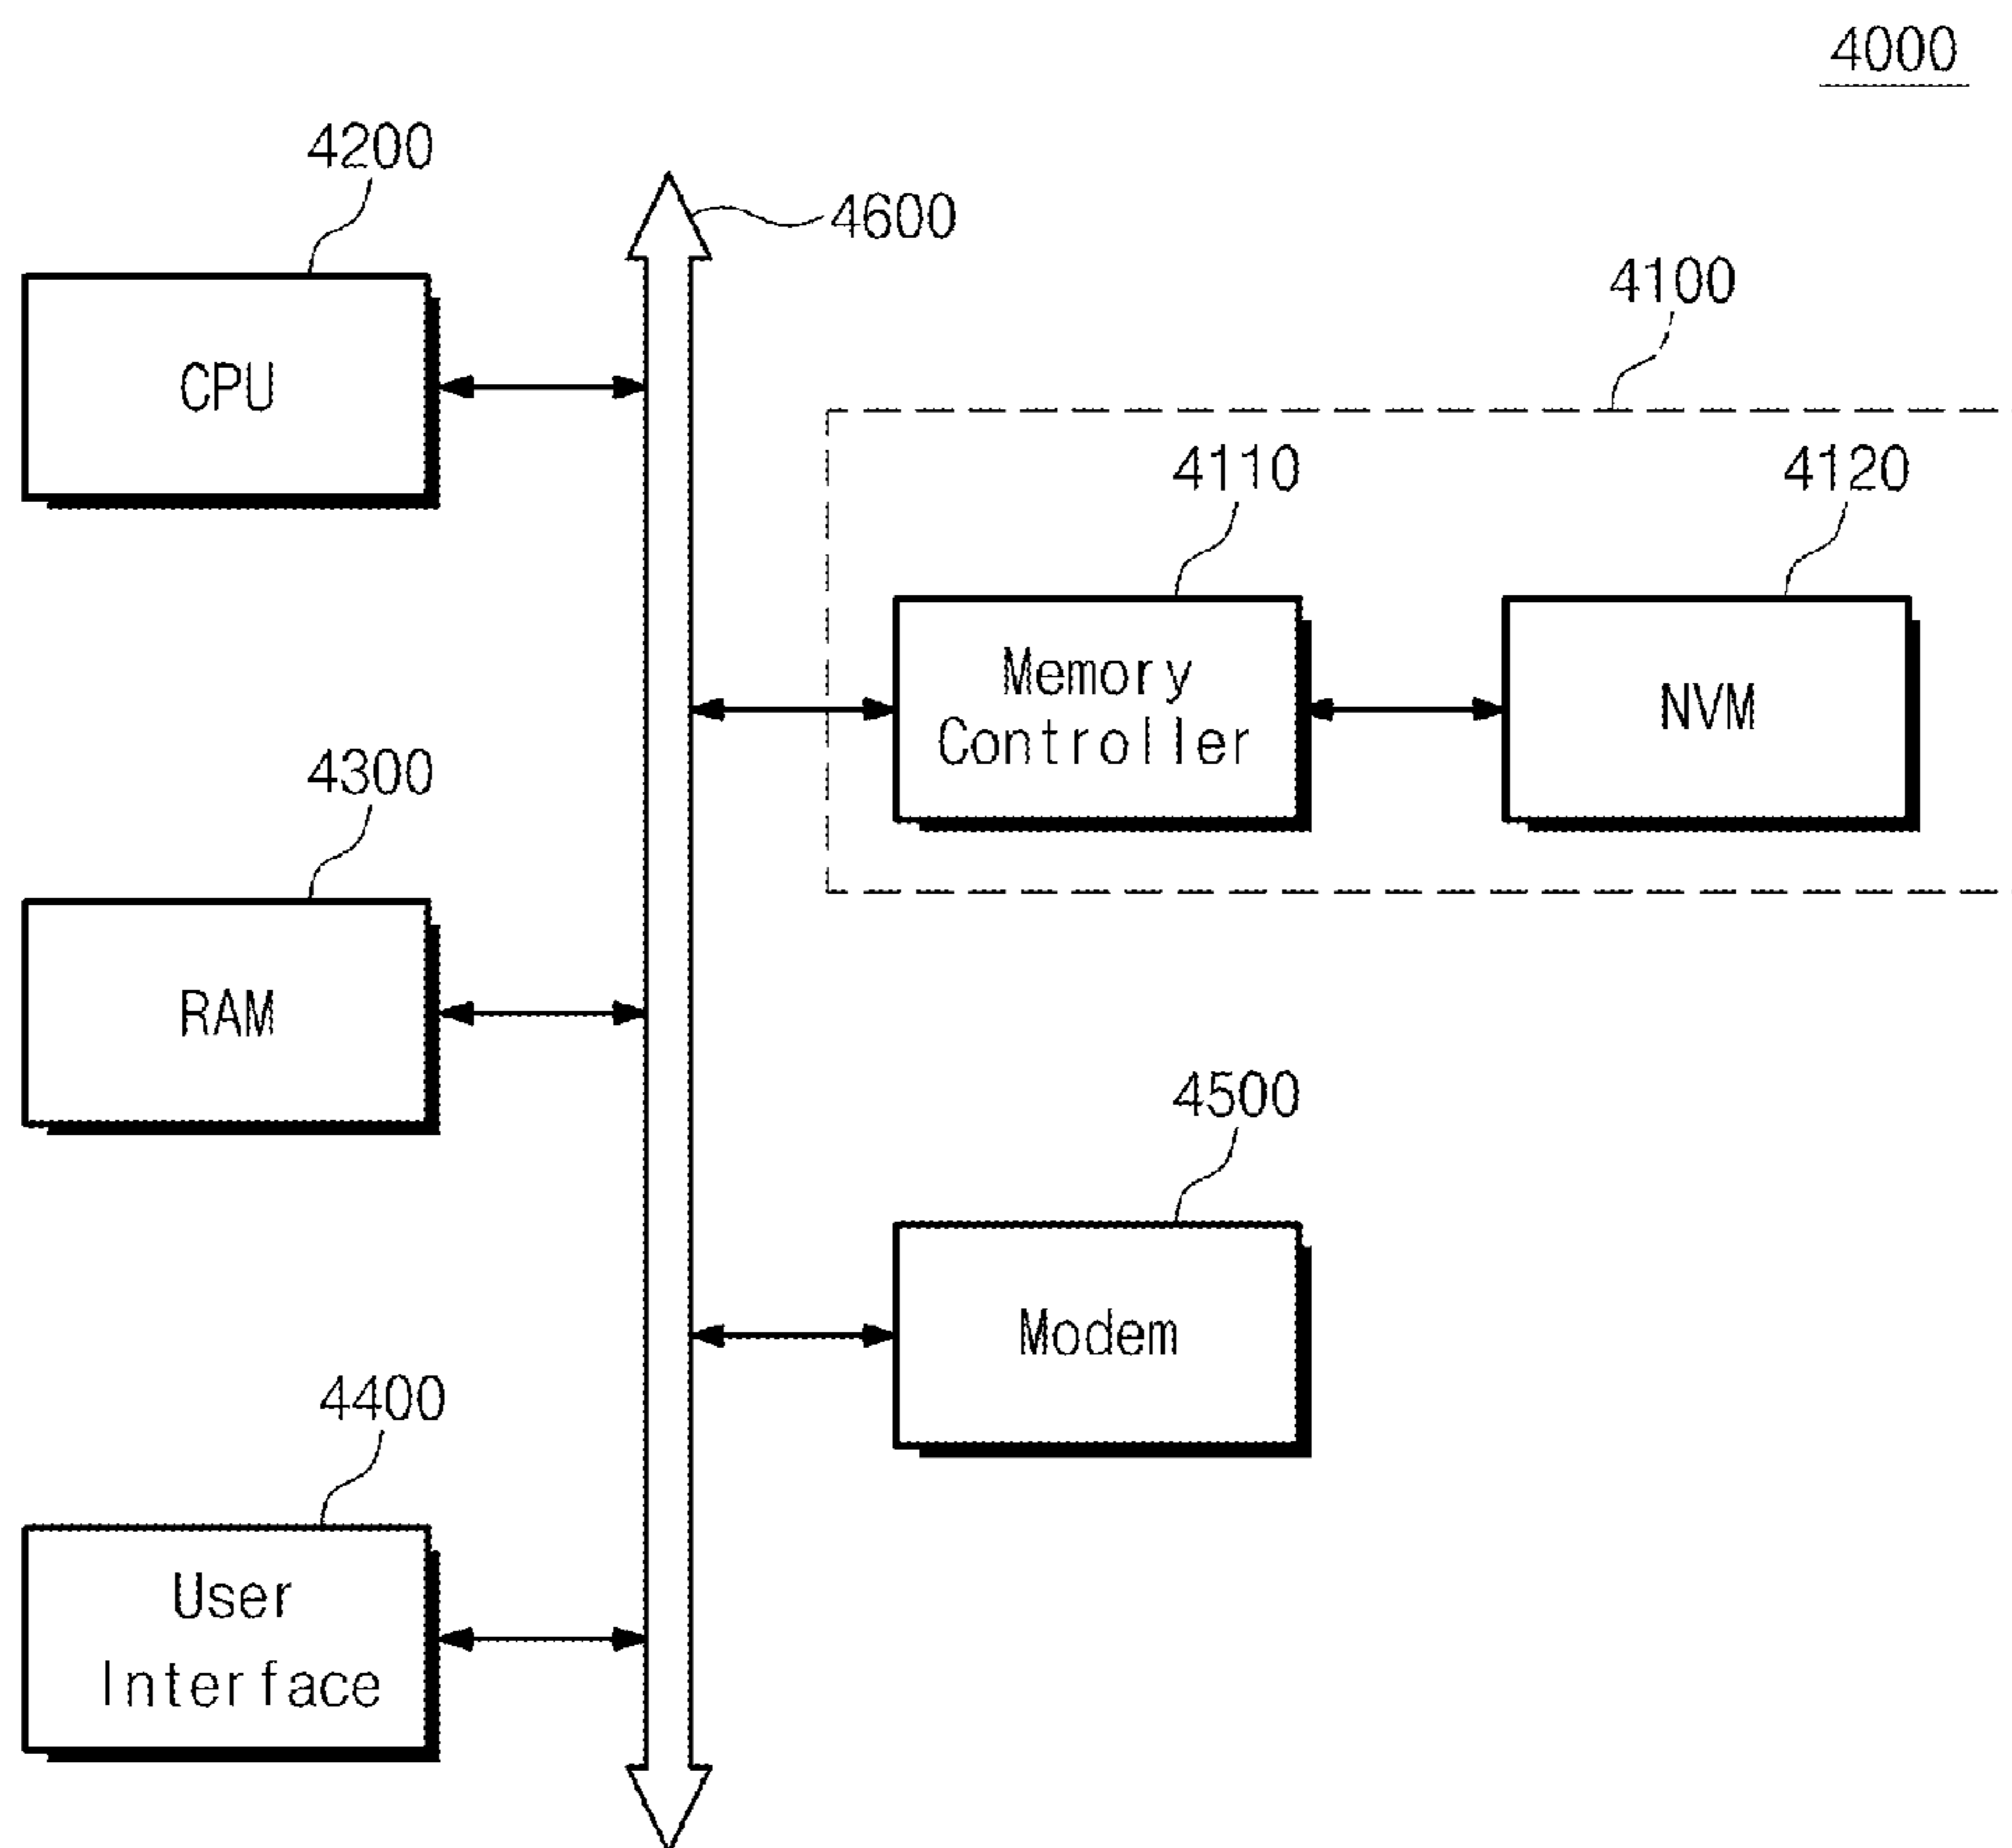 4000
4200
4600
CPU
4100
4110
4120
Memory
Controller
NVM
4300
RAM
4500
Modem
4400
User
Interface